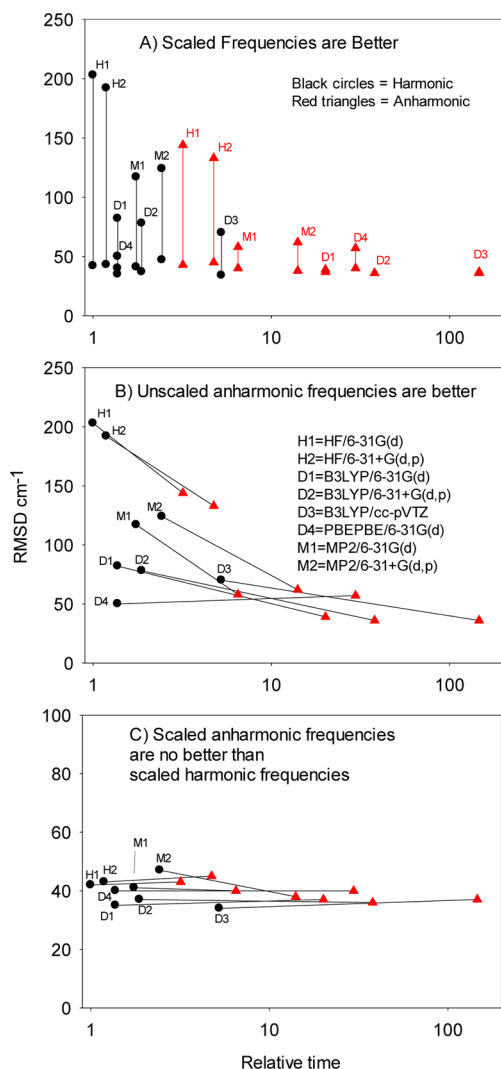 A) Scaled Frequencies are Better
Black circles = Harmonic
Red triangles = Anharmonic
250
200
150
100
50
0
H1
H2
D1
D4
M1
D2
M2
H1
H2
D3
M1
M2
D1
D4
D2
D3
1
10
100
B) Unscaled anharmonic frequencies are better
H1=HF/6-31G(d)
H2=HF/6-31+G(d,p)
D1=B3LYP/6-31G(d)
D2=B3LYP/6-31+G(d,p)
D3=B3LYP/cc-pVTZ
D4=PBEPBE/6-31G(d)
M1=MP2/6-31G(d)
M2=MP2/6-31+G(d,p)
RMSD cm-1
250
200
150
100
50
0
H1
H2
M1
M2
D1
D2
D3
D4
1
10
100
C) Scaled anharmonic frequencies
are no better than
scaled harmonic frequencies
100
80
60
40
20
0
M1
M2
H1
H2
D4
D1
D2
D3
1
10
100
Relative time